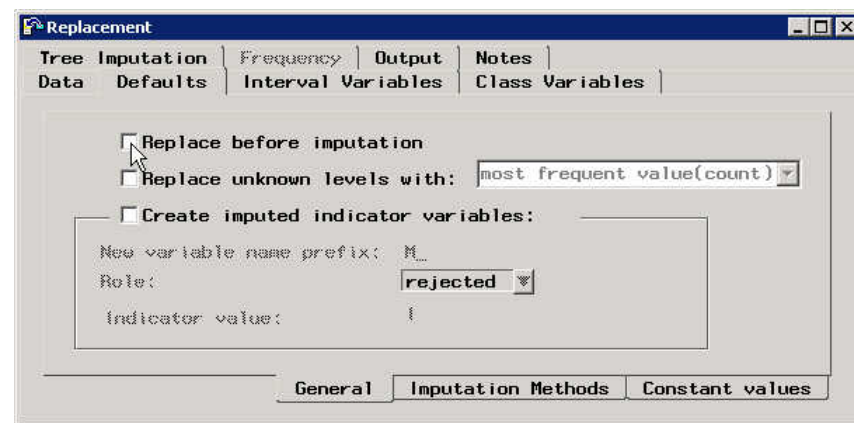 Replacement
Tree Imputation Frequency Output Notes
Data Defaults Interval Variables Class Variables
Replace before imputation
Replace unknown levels with: most frequent value(count)
Create imputed indicator variables:
New variable name prefix: M_
Role: rejected
Indicator value: 1
General Imputation Methods Constant values